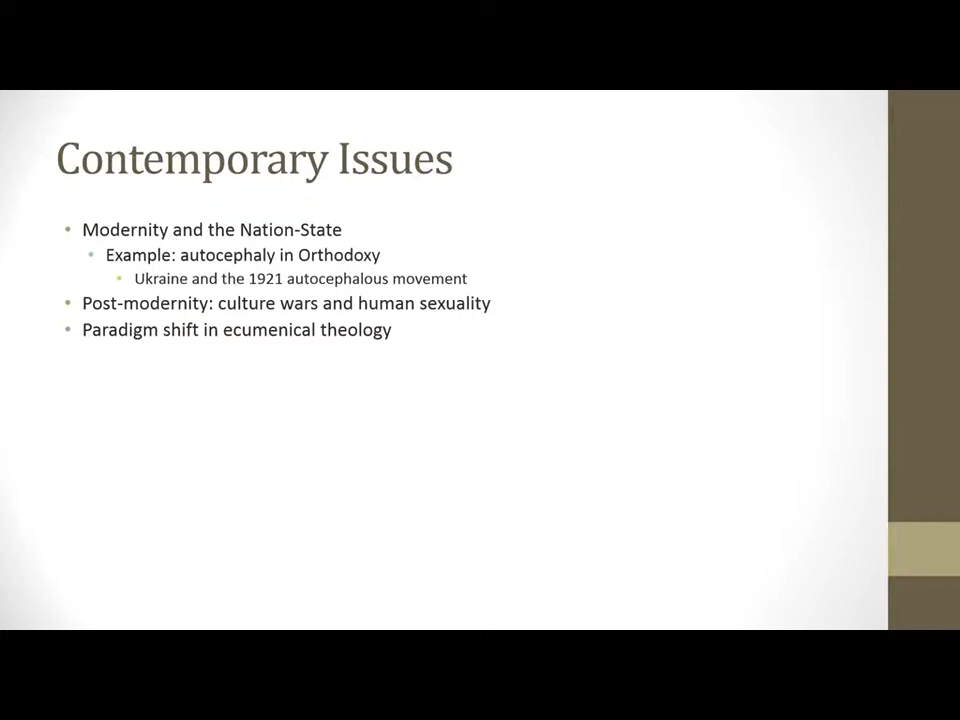 Contemporary Issues
• Modernity and the Nation-State
• Example: autocephaly in Orthodoxy
• Ukraine and the 1921 autocephalous movement
• Post-modernity: culture wars and human sexuality
• Paradigm shift in ecumenical theology